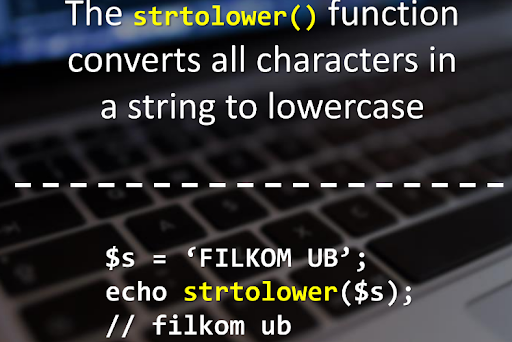 The strtolower() function
converts all characters in
a string to lowercase
$s = ‘FILKOM UB’;
echo strtolower($s);
// filkom ub